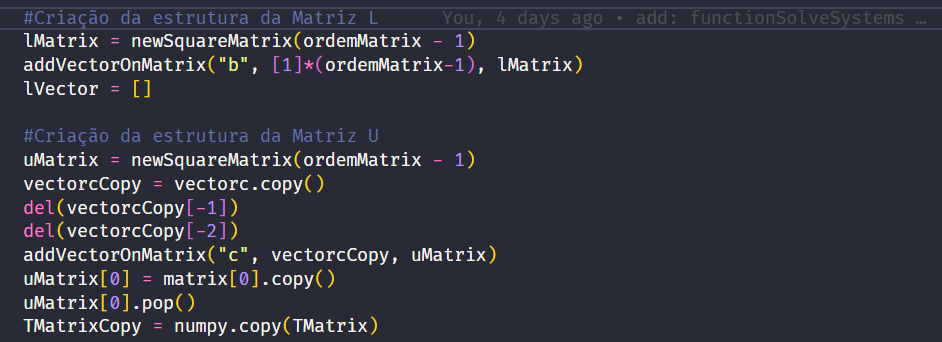 #Criação da estrutura da Matriz L You, 4 days ago • add: functionSolveSystems …
lMatrix = newSquareMatrix(ordemMatrix - 1)
addVectorOnMatrix("b", [1]*(ordemMatrix-1), lMatrix)
lVector = []
#Criação da estrutura da Matriz U
uMatrix = newSquareMatrix(ordemMatrix - 1)
vectorcCopy = vectorc.copy()
del(vectorcCopy[-1])
del(vectorcCopy[-2])
addVectorOnMatrix("c", vectorcCopy, uMatrix)
uMatrix[0] = matrix[0].copy()
uMatrix[0].pop()
TMatrixCopy = numpy.copy(TMatrix)